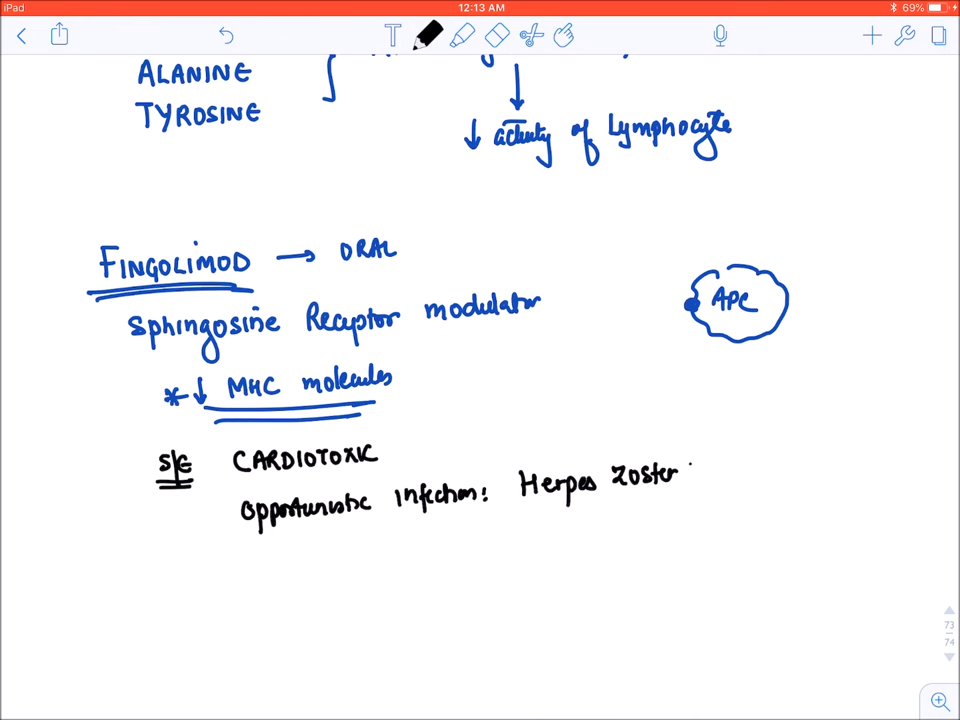 iPad
12:13 AM
69%
T
ALANINE
TYROSINE
↓ activity of Lymphocyte
FINGOLIMOD → ORAL
Sphingosine Receptor modulator
APC
* ↓ MHC molecules
S/E CARDIOTOXIC
Opportunistic Infections: Herpes Zoster
73
74